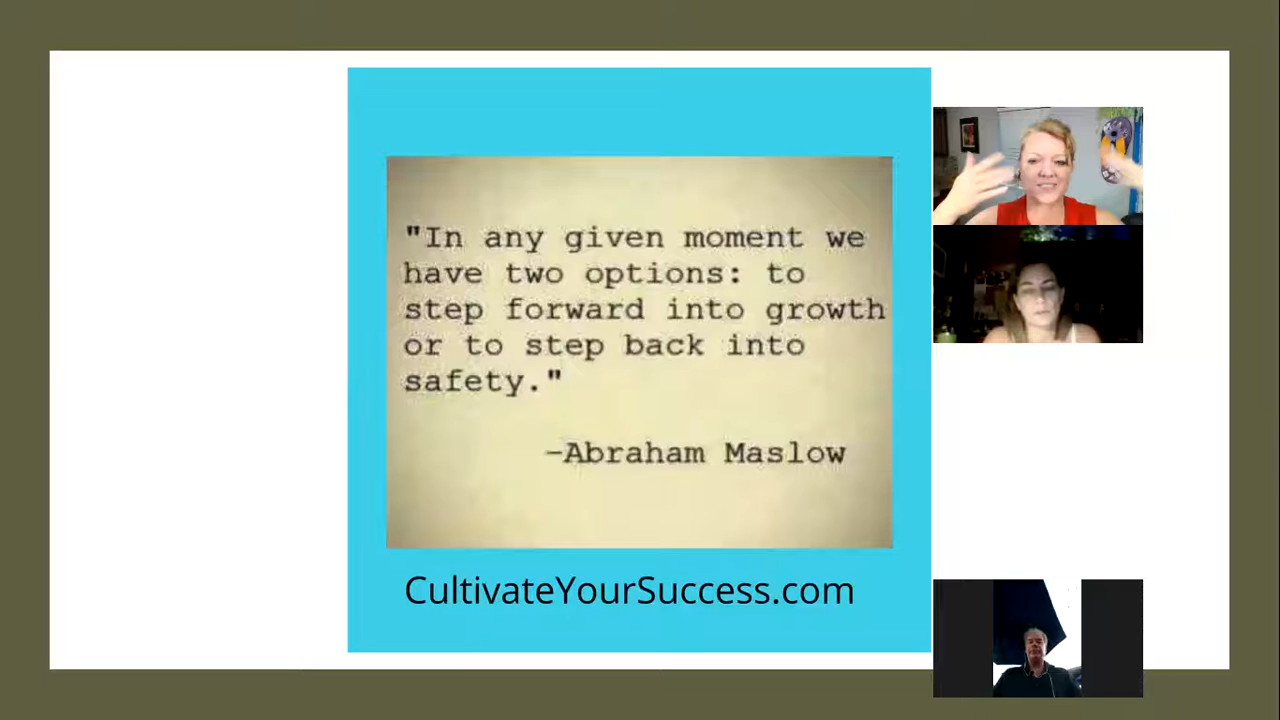 "In any given moment we
have two options: to
step forward into growth
or to step back into
safety."
-Abraham Maslow
CultivateYourSuccess.com